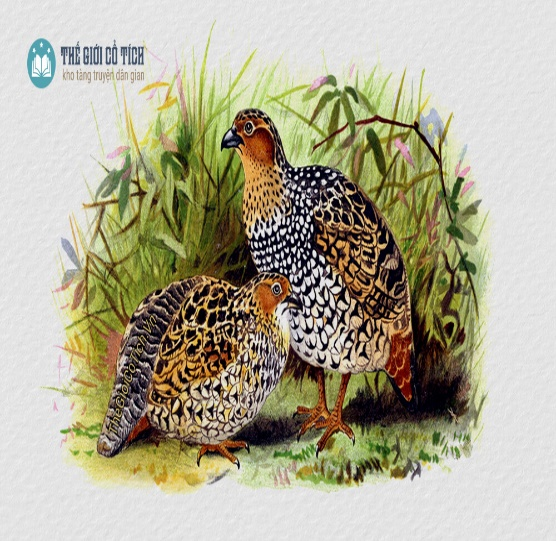 THẾ GIỚI CỔ TÍCH
kho tàng truyện dân gian